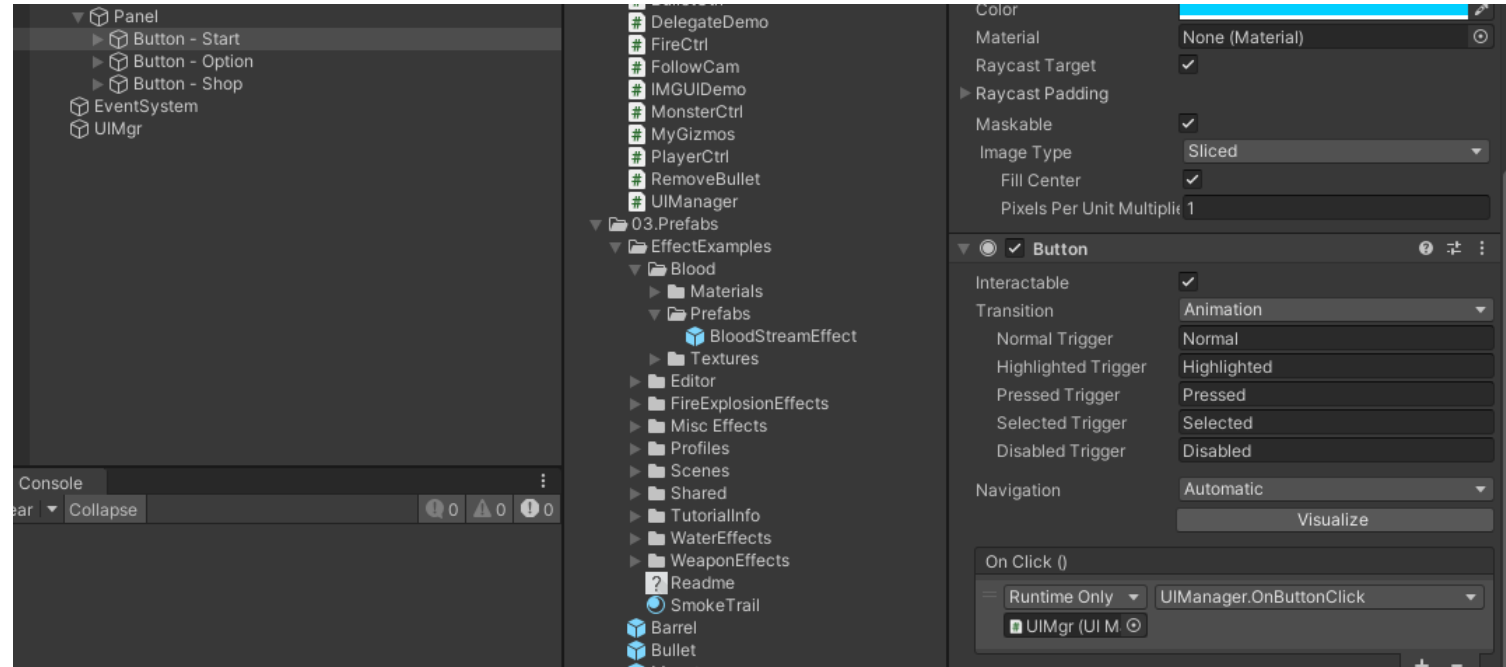 Panel
Button - Start
Button - Option
Button - Shop
EventSystem
UIMgr
Console
ear
Collapse
0
0
0
DelegateDemo
FireCtrl
FollowCam
IMGUIDemo
MonsterCtrl
MyGizmos
PlayerCtrl
RemoveBullet
UIManager
03.Prefabs
EffectExamples
Blood
Materials
Prefabs
BloodStreamEffect
Textures
Editor
FireExplosionEffects
Misc Effects
Profiles
Scenes
Shared
TutorialInfo
WaterEffects
WeaponEffects
Readme
SmokeTrail
Barrel
Bullet
Color
Material None (Material)
Raycast Target
Raycast Padding
Maskable
Image Type Sliced
Fill Center
Pixels Per Unit Multiplie 1
Button
Interactable
Transition Animation
Normal Trigger Normal
Highlighted Trigger Highlighted
Pressed Trigger Pressed
Selected Trigger Selected
Disabled Trigger Disabled
Navigation Automatic
Visualize
On Click ()
Runtime Only UIManager.OnButtonClick
UIMgr (UI M